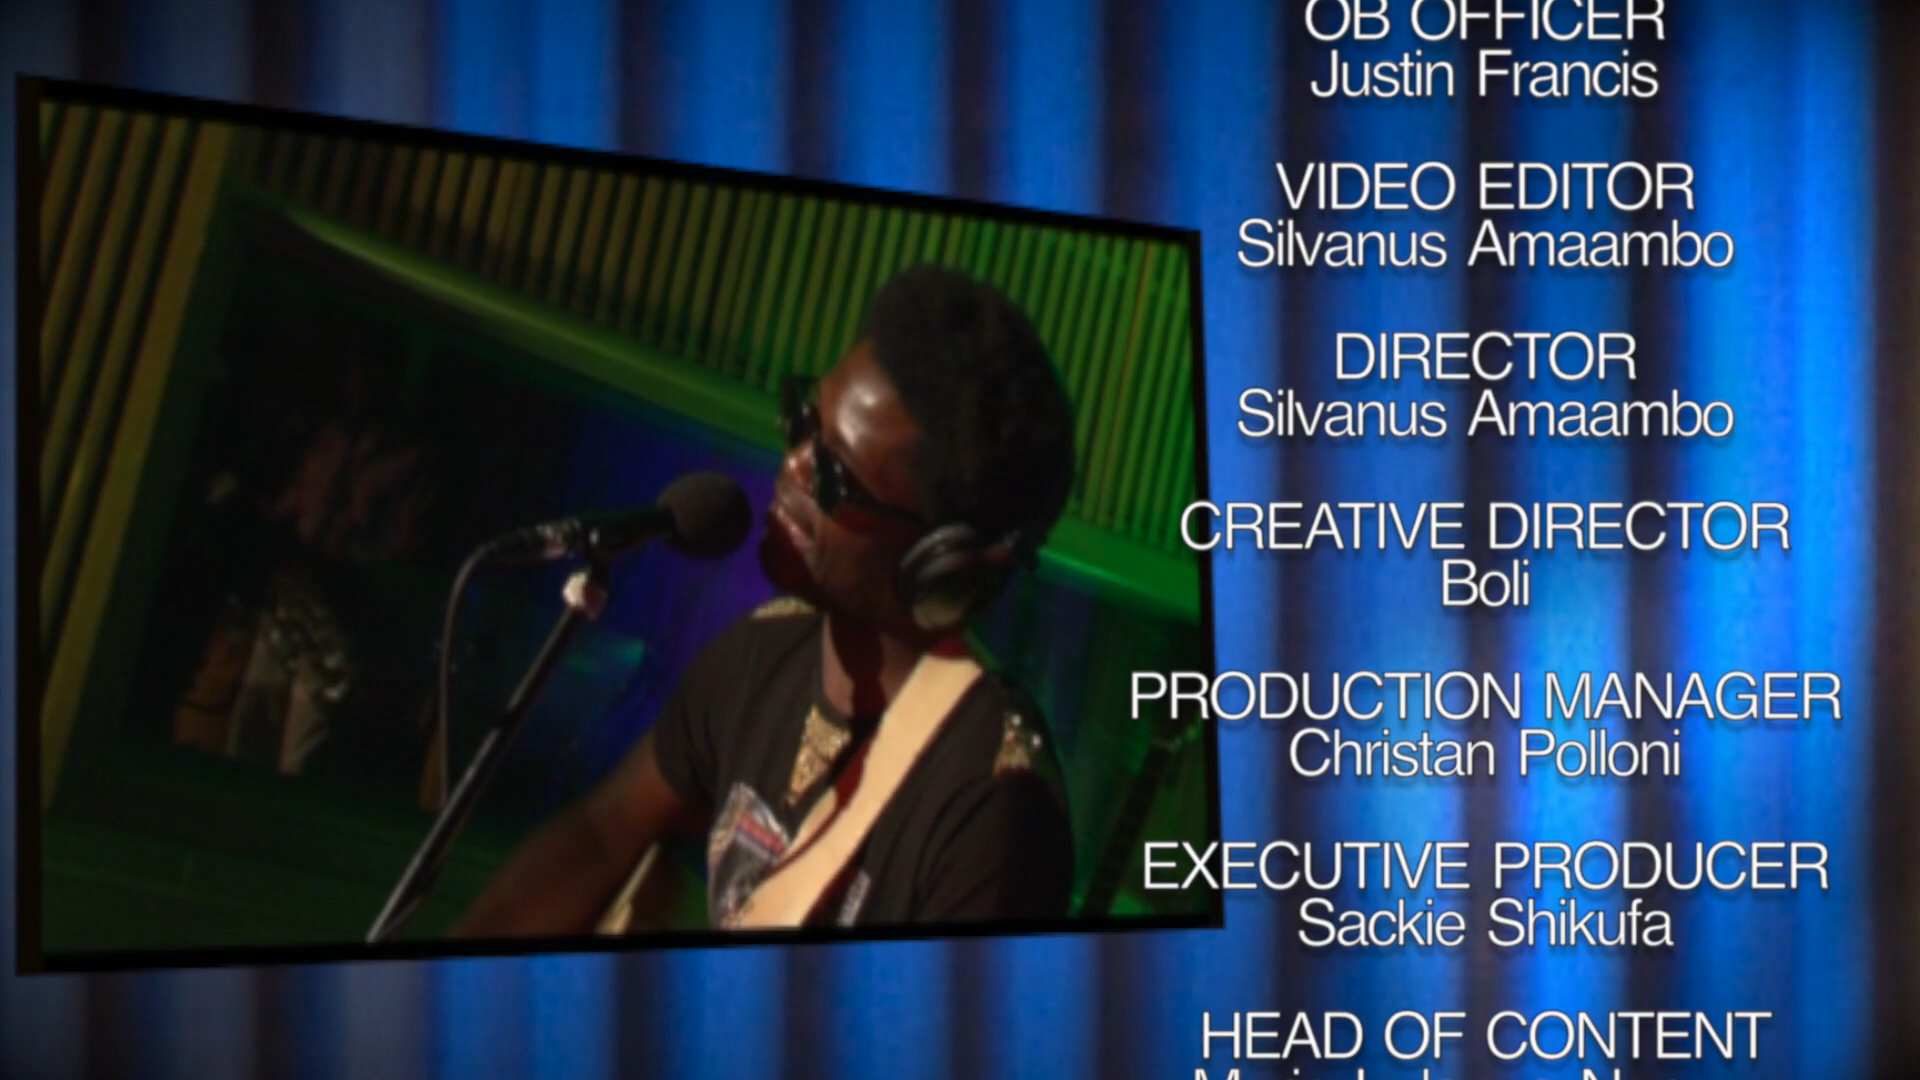 OB OFFICER
Justin Francis
VIDEO EDITOR
Silvanus Amaambo
DIRECTOR
Silvanus Amaambo
CREATIVE DIRECTOR
Boli
PRODUCTION MANAGER
Christan Polloni
EXECUTIVE PRODUCER
Sackie Shikufa
HEAD OF CONTENT